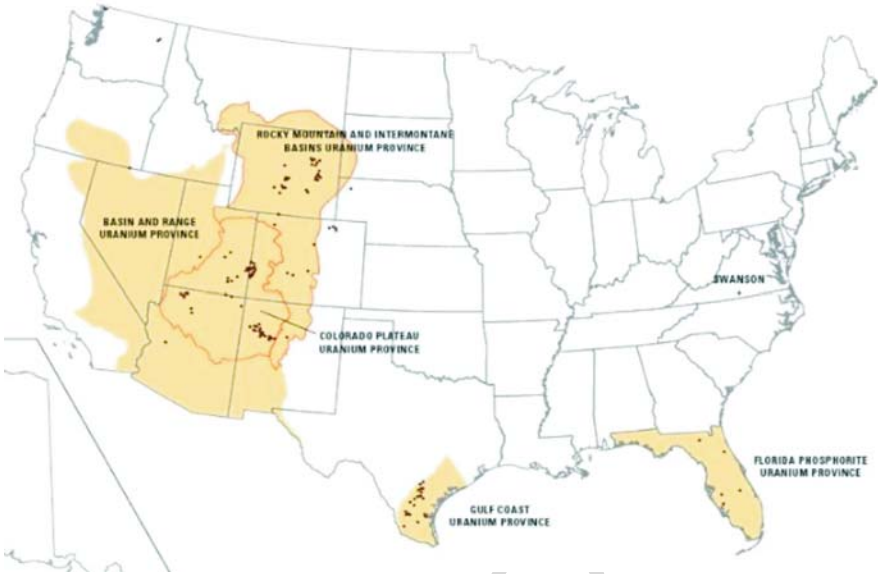 ROCKY MOUNTAIN AND INTERMONTANE
BASINS URANIUM PROVINCE
BASIN AND RANGE
URANIUM PROVINCE
SWANSON
COLORADO PLATEAU
URANIUM PROVINCE
FLORIDA PHOSPHORITE
URANIUM PROVINCE
GULF COAST
URANIUM PROVINCE